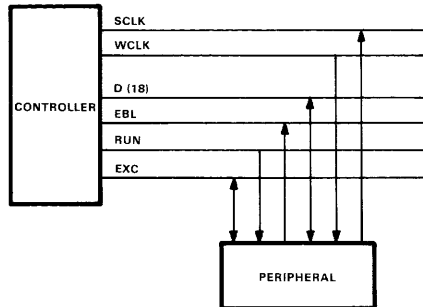 SCLK
WCLK
D (18)
CONTROLLER
EBL
RUN
EXC
PERIPHERAL